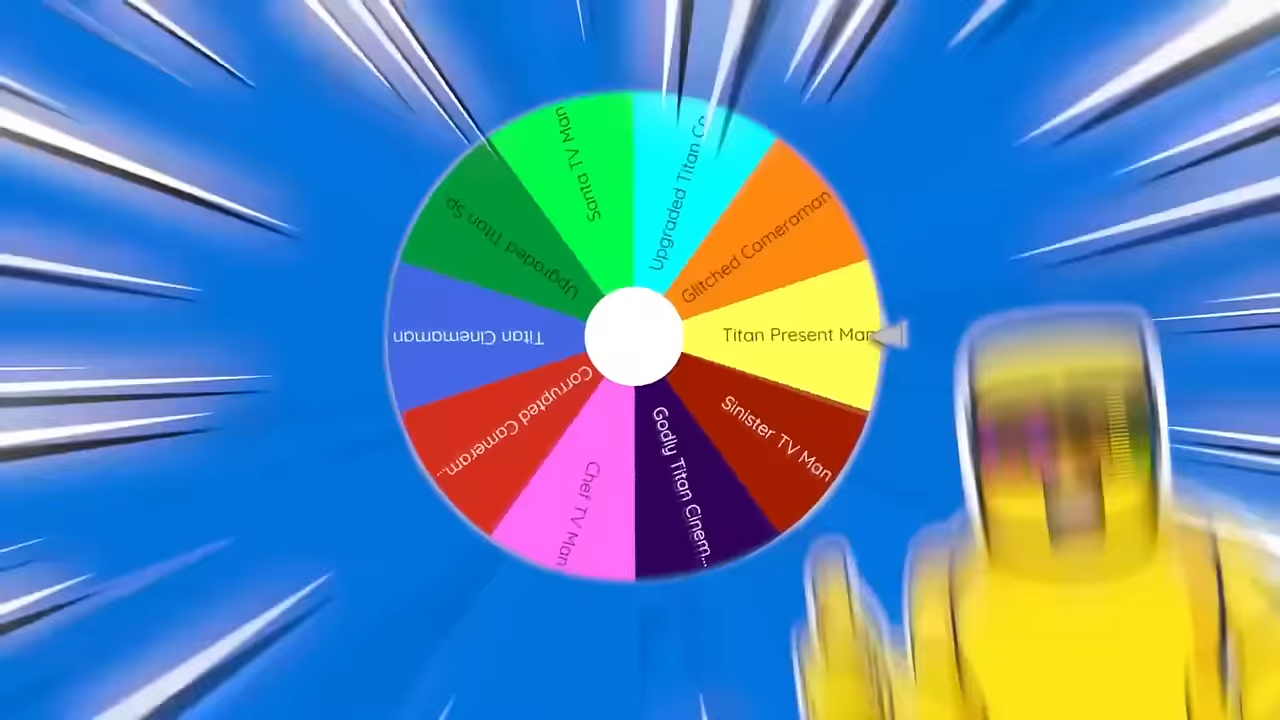 Santa TV Man
Upgraded Titan Ca
Glitched Cameraman
Titan Present Man
Sinister TV Man
Godly Titan Cinem...
Chef TV Man
Corrupted Cameram...
Titan Cinemaman
Upgraded Titan Sp